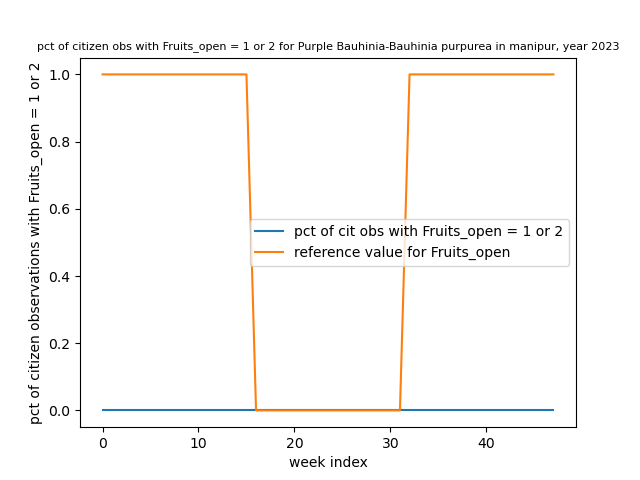 pct of citizen obs with Fruits_open = 1 or 2 for Purple Bauhinia-Bauhinia purpurea in manipur, year 2023
pct of citizen observations with Fruits_open = 1 or 2
1.0
0.8
0.6
0.4
0.2
0.0
pct of cit obs with Fruits_open = 1 or 2
reference value for Fruits_open
0 10 20 30 40
week index